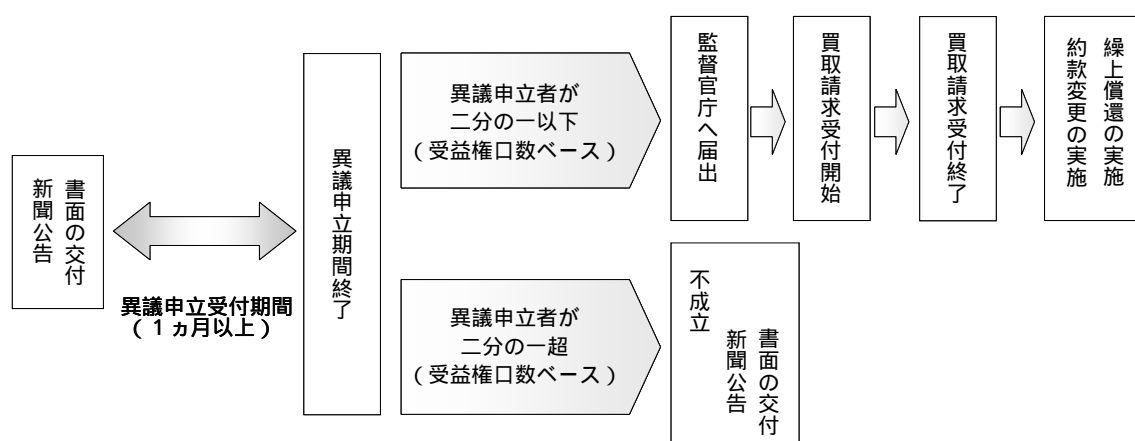 書面の交付
新聞公告
異議申立受付期間
(1ヵ月以上)
異議申立期間終了
異議申立者が
二分の一以下
(受益権口数ベース)
監督官庁へ届出
買取請求受付開始
買取請求受付終了
繰上償還の実施
約款変更の実施
異議申立者が
二分の一超
(受益権口数ベース)
不成立
書面の交付
新聞公告